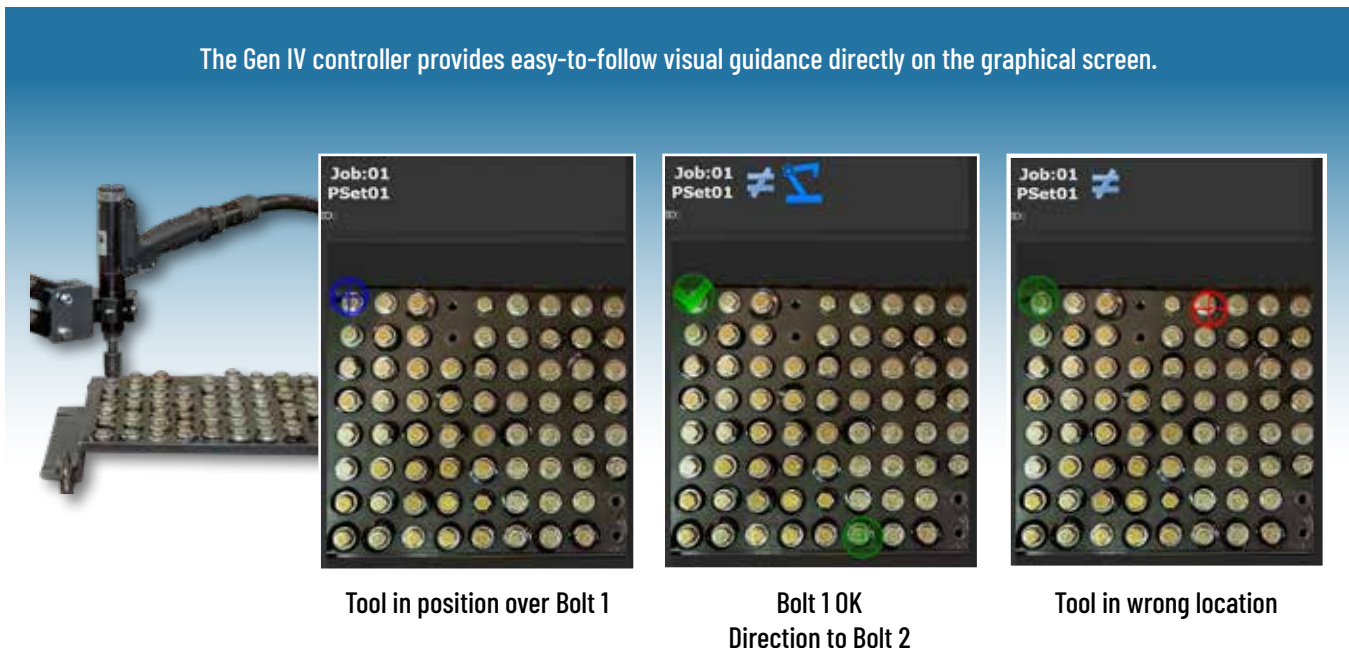 The Gen IV controller provides easy-to-follow visual guidance directly on the graphical screen.
Job:01
PSet01
ID:
Job:01
PSet01
ID:
Job:01
PSet01
ID:
Tool in position over Bolt 1
Bolt 1 OK
Direction to Bolt 2
Tool in wrong location